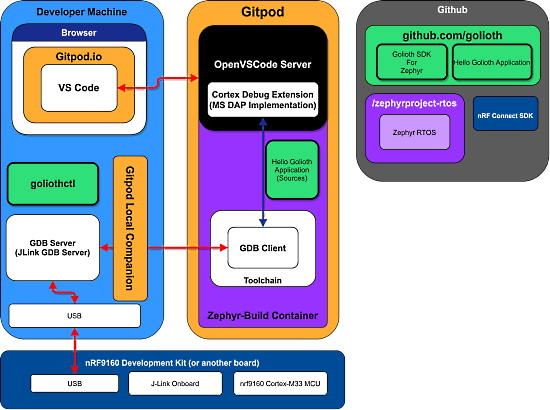 Developer Machine
Browser
Gitpod.io
VS Code
goliothctl
GDB Server
(JLink GDB Server)
Gitpod Local Companion
USB
Gitpod
OpenVSCode Server
Cortex Debug Extension
(MS DAP Implementation)
Hello Golioth
Application
(Sources)
GDB Client
Toolchain
Zephyr-Build Container
Github
github.com/golioth
Golioth SDK
For
Zephyr
Hello Golioth Application
/zephyrproject-rtos
Zephyr RTOS
nRF Connect SDK
nRF9160 Development Kit (or another board)
USB
J-Link Onboard
nrf9160 Cortex-M33 MCU